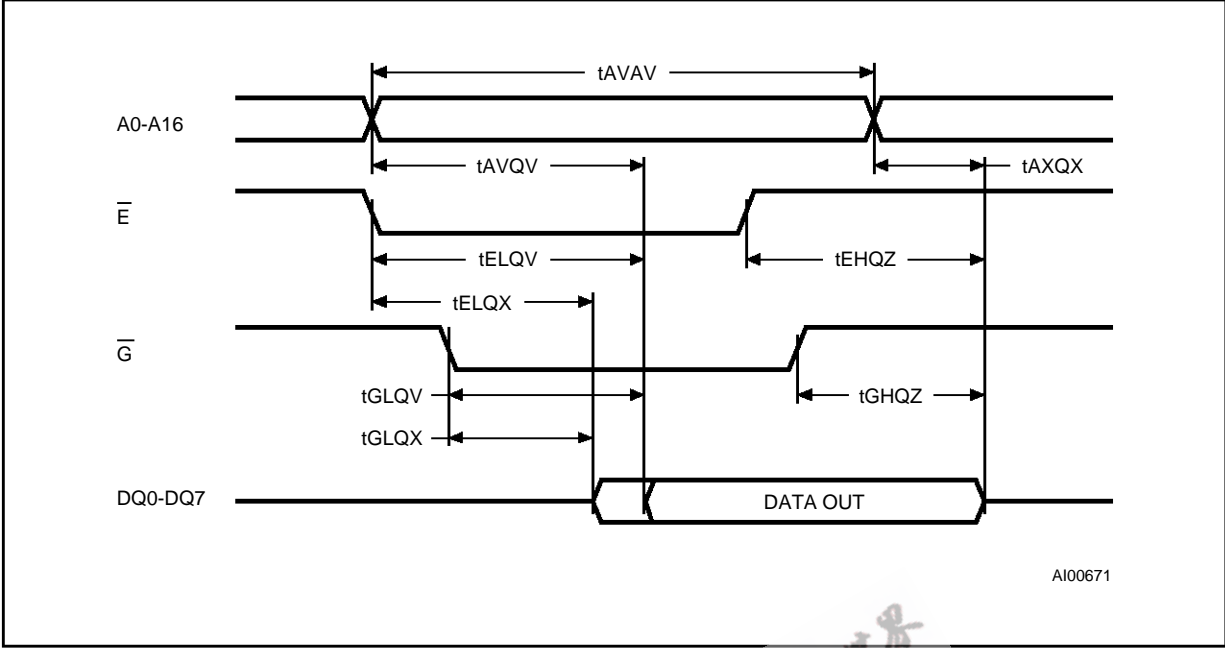 tAVAV
A0-A16
tAVQV
tAXQX
E
tELQV
tEHQZ
tELQX
G
tGLQV
tGHQZ
tGLQX
DQ0-DQ7
DATA OUT
AI00671